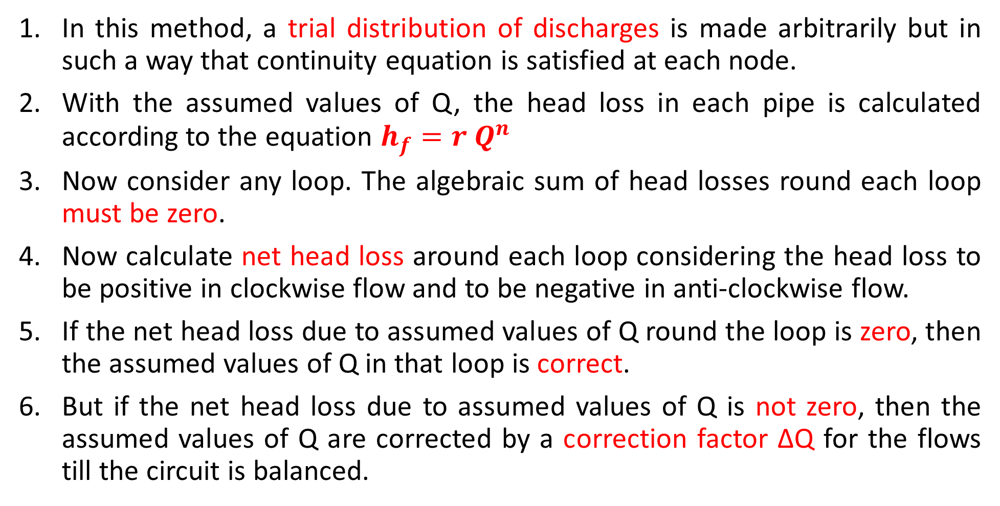 1. In this method, a trial distribution of discharges is made arbitrarily but in
such a way that continuity equation is satisfied at each node.
2. With the assumed values of Q, the head loss in each pipe is calculated
according to the equation h_f = r Q^n
3. Now consider any loop. The algebraic sum of head losses round each loop
must be zero.
4. Now calculate net head loss around each loop considering the head loss to
be positive in clockwise flow and to be negative in anti-clockwise flow.
5. If the net head loss due to assumed values of Q round the loop is zero, then
the assumed values of Q in that loop is correct.
6. But if the net head loss due to assumed values of Q is not zero, then the
assumed values of Q are corrected by a correction factor ΔQ for the flows
till the circuit is balanced.